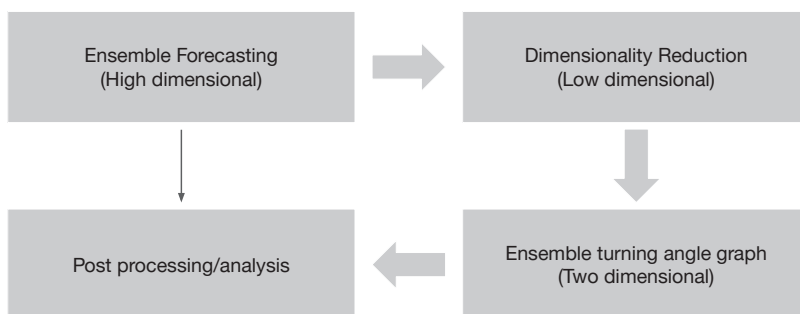 Ensemble Forecasting
(High dimensional)
Dimensionality Reduction
(Low dimensional)
Post processing/analysis
Ensemble turning angle graph
(Two dimensional)